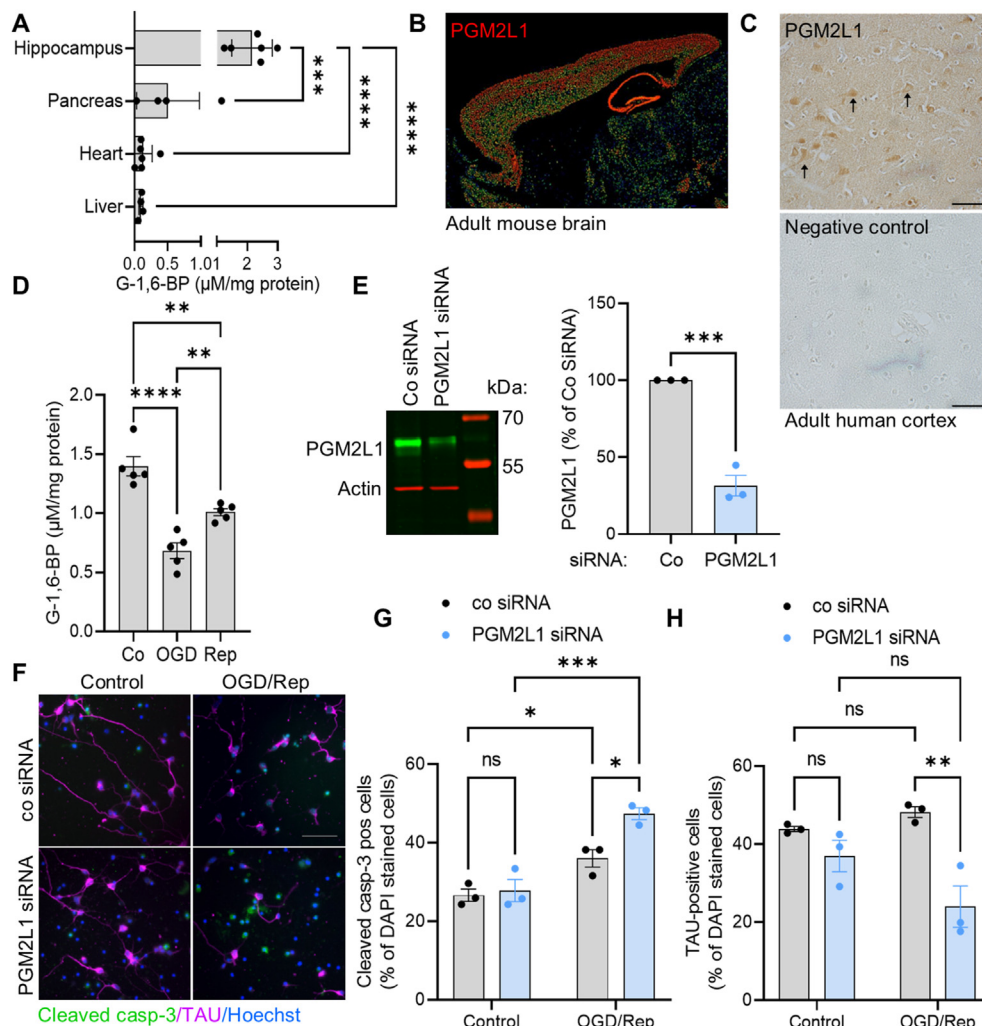 A
Hippocampus
Pancreas
Heart
Liver
***
****
****
0.0 0.5 1.01 2 3
G-1,6-BP (µM/mg protein)
B
PGM2L1
Adult mouse brain
C
PGM2L1
Negative control
Adult human cortex
D
**
**
****
2.0
1.5
1.0
0.5
0.0
G-1,6-BP (µM/mg protein)
Co OGD Rep
E
Co siRNA
PGM2L1 siRNA
kDa:
70
55
PGM2L1
Actin
150
100
50
0
PGM2L1 (% of Co SiRNA)
***
siRNA: Co PGM2L1
F
Control OGD/Rep
co siRNA
PGM2L1 siRNA
Cleaved casp-3/TAU/Hoechst
G
co siRNA
PGM2L1 siRNA
***
*
ns
*
60
40
20
0
Cleaved casp-3 pos cells
(% of DAPI stained cells)
Control OGD/Rep
H
co siRNA
PGM2L1 siRNA
ns
ns
ns
**
60
40
20
0
TAU-positive cells
(% of DAPI stained cells)
Control OGD/Rep